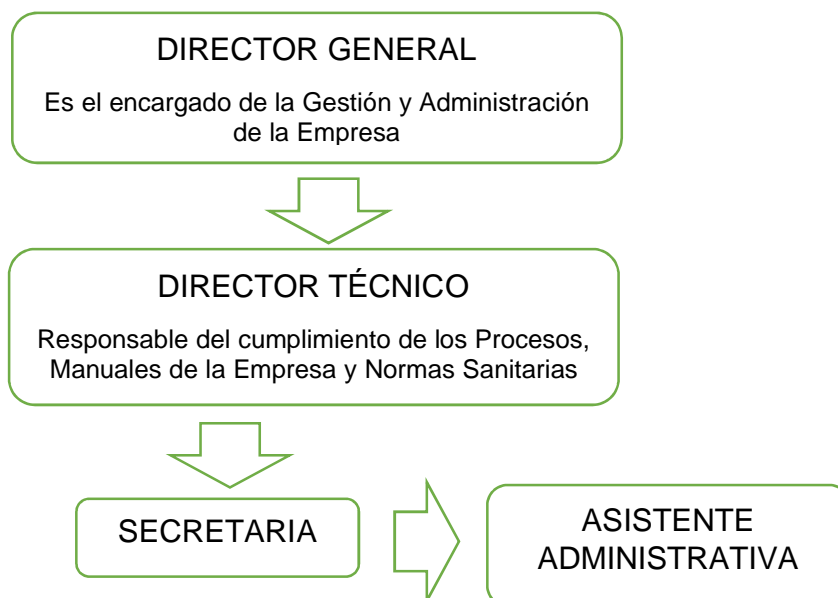 DIRECTOR GENERAL
Es el encargado de la Gestión y Administración
de la Empresa
DIRECTOR TÉCNICO
Responsable del cumplimiento de los Procesos,
Manuales de la Empresa y Normas Sanitarias
SECRETARIA
ASISTENTE
ADMINISTRATIVA